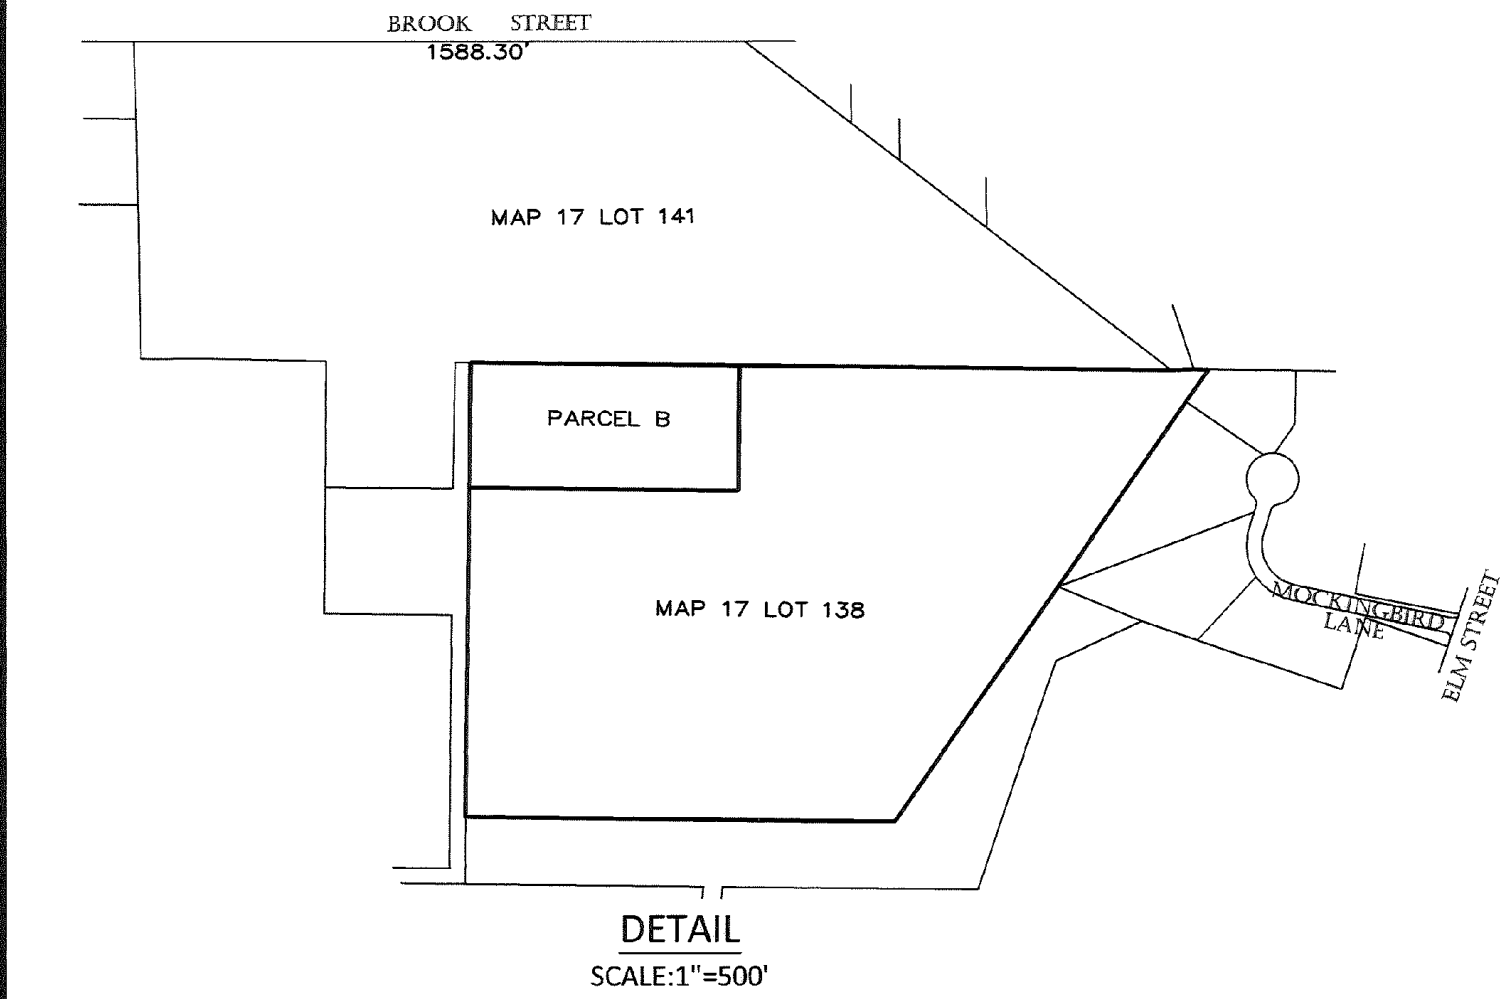 BROOK STREET
1588.30'
MAP 17 LOT 141
PARCEL B
MAP 17 LOT 138
MOCKINGBIRD
LANE
ELM STREET
DETAIL
SCALE:1"=500'